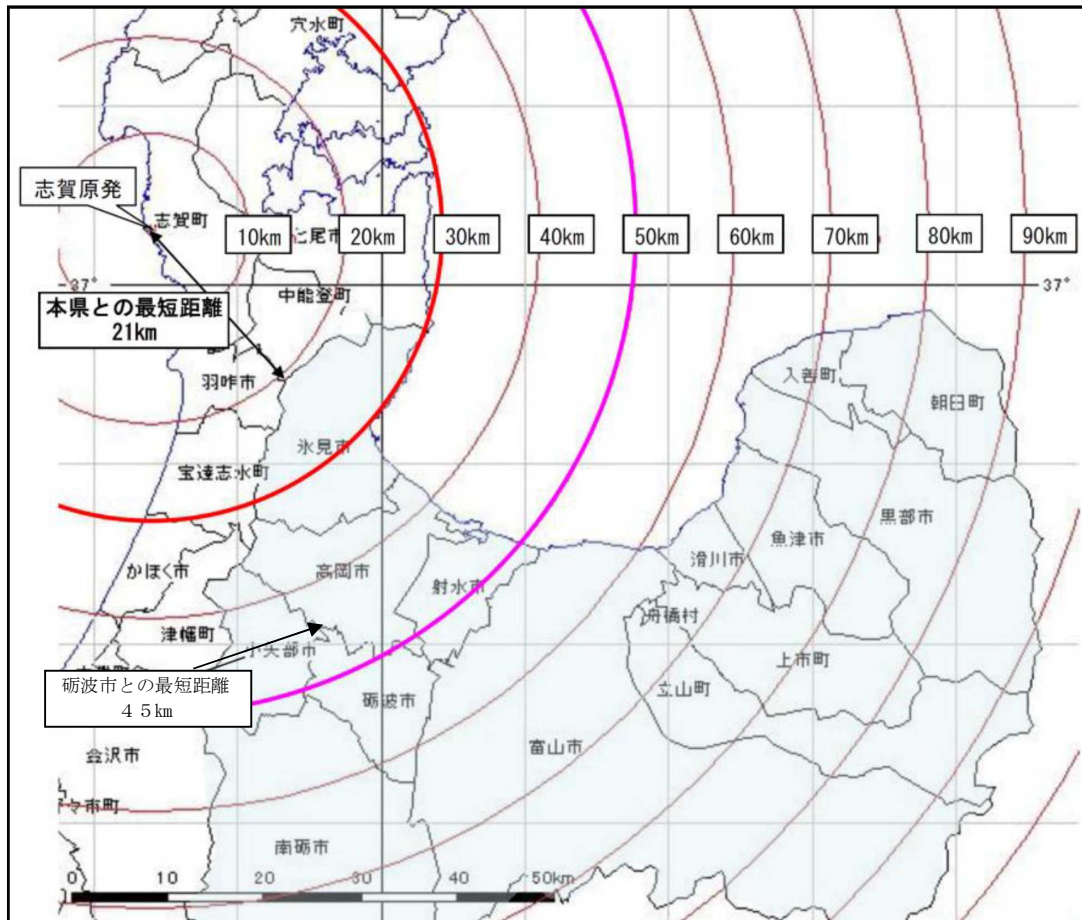 穴水町
志賀原発
志賀町
10km
七尾市
20km
30km
40km
50km
60km
70km
80km
90km
37°
37°
中能登町
本県との最短距離
21km
羽咋市
入善町
朝日町
氷見市
宝達志水町
黒部市
魚津市
滑川市
かほく市
高岡市
射水市
舟橋村
津幡町
小矢部市
上市町
立山町
砺波市との最短距離
45km
砺波市
富山市
金沢市
々市町
南砺市
0 10 20 30 40 50km